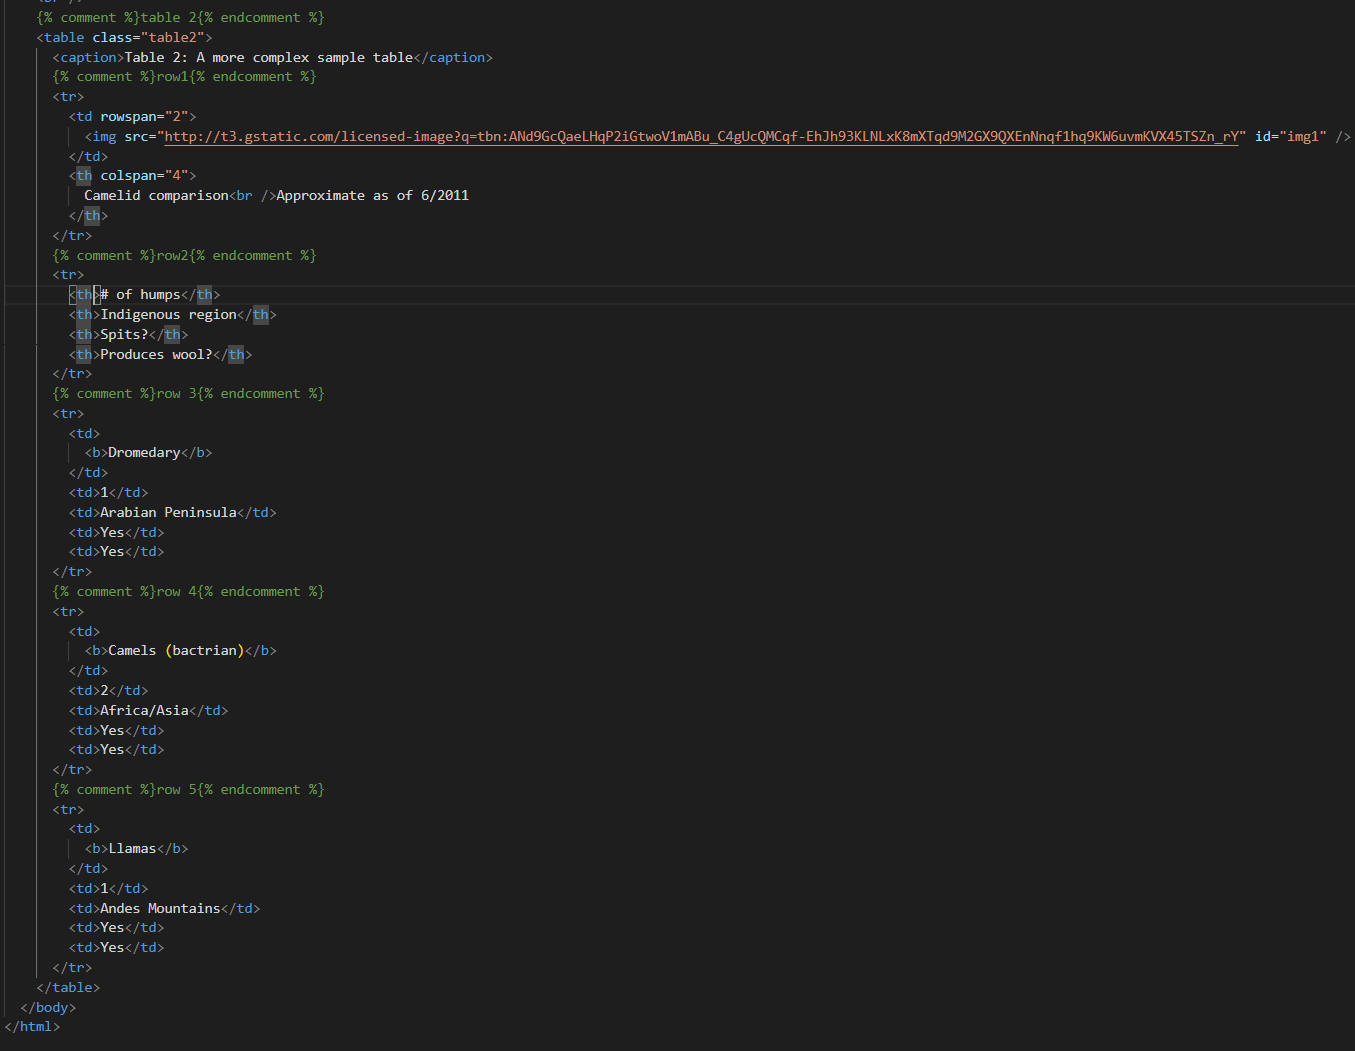 {% comment %}table 2{% endcomment %}
<table class="table2">
<caption>Table 2: A more complex sample table</caption>
{% comment %}row1{% endcomment %}
<tr>
<td rowspan="2">
<img src="http://t3.gstatic.com/licensed-image?q=tbn:ANd9GcQaeLHqP2iGtwoV1mABu_C4gUcQMCqf-EhJh93KLNLxK8mXTqd9M2GX9QXEnNnqf1hq9KW6uvmKVX45TSZn_rY" id="img1" />
</td>
<th colspan="4">
Camelid comparison<br />Approximate as of 6/2011
</th>
</tr>
{% comment %}row2{% endcomment %}
<tr>
<th># of humps</th>
<th>Indigenous region</th>
<th>Spits?</th>
<th>Produces wool?</th>
</tr>
{% comment %}row 3{% endcomment %}
<tr>
<td>
<b>Dromedary</b>
</td>
<td>1</td>
<td>Arabian Peninsula</td>
<td>Yes</td>
<td>Yes</td>
</tr>
{% comment %}row 4{% endcomment %}
<tr>
<td>
<b>Camels (bactrian)</b>
</td>
<td>2</td>
<td>Africa/Asia</td>
<td>Yes</td>
<td>Yes</td>
</tr>
{% comment %}row 5{% endcomment %}
<tr>
<td>
<b>Llamas</b>
</td>
<td>1</td>
<td>Andes Mountains</td>
<td>Yes</td>
<td>Yes</td>
</tr>
</table>
</body>
</html>